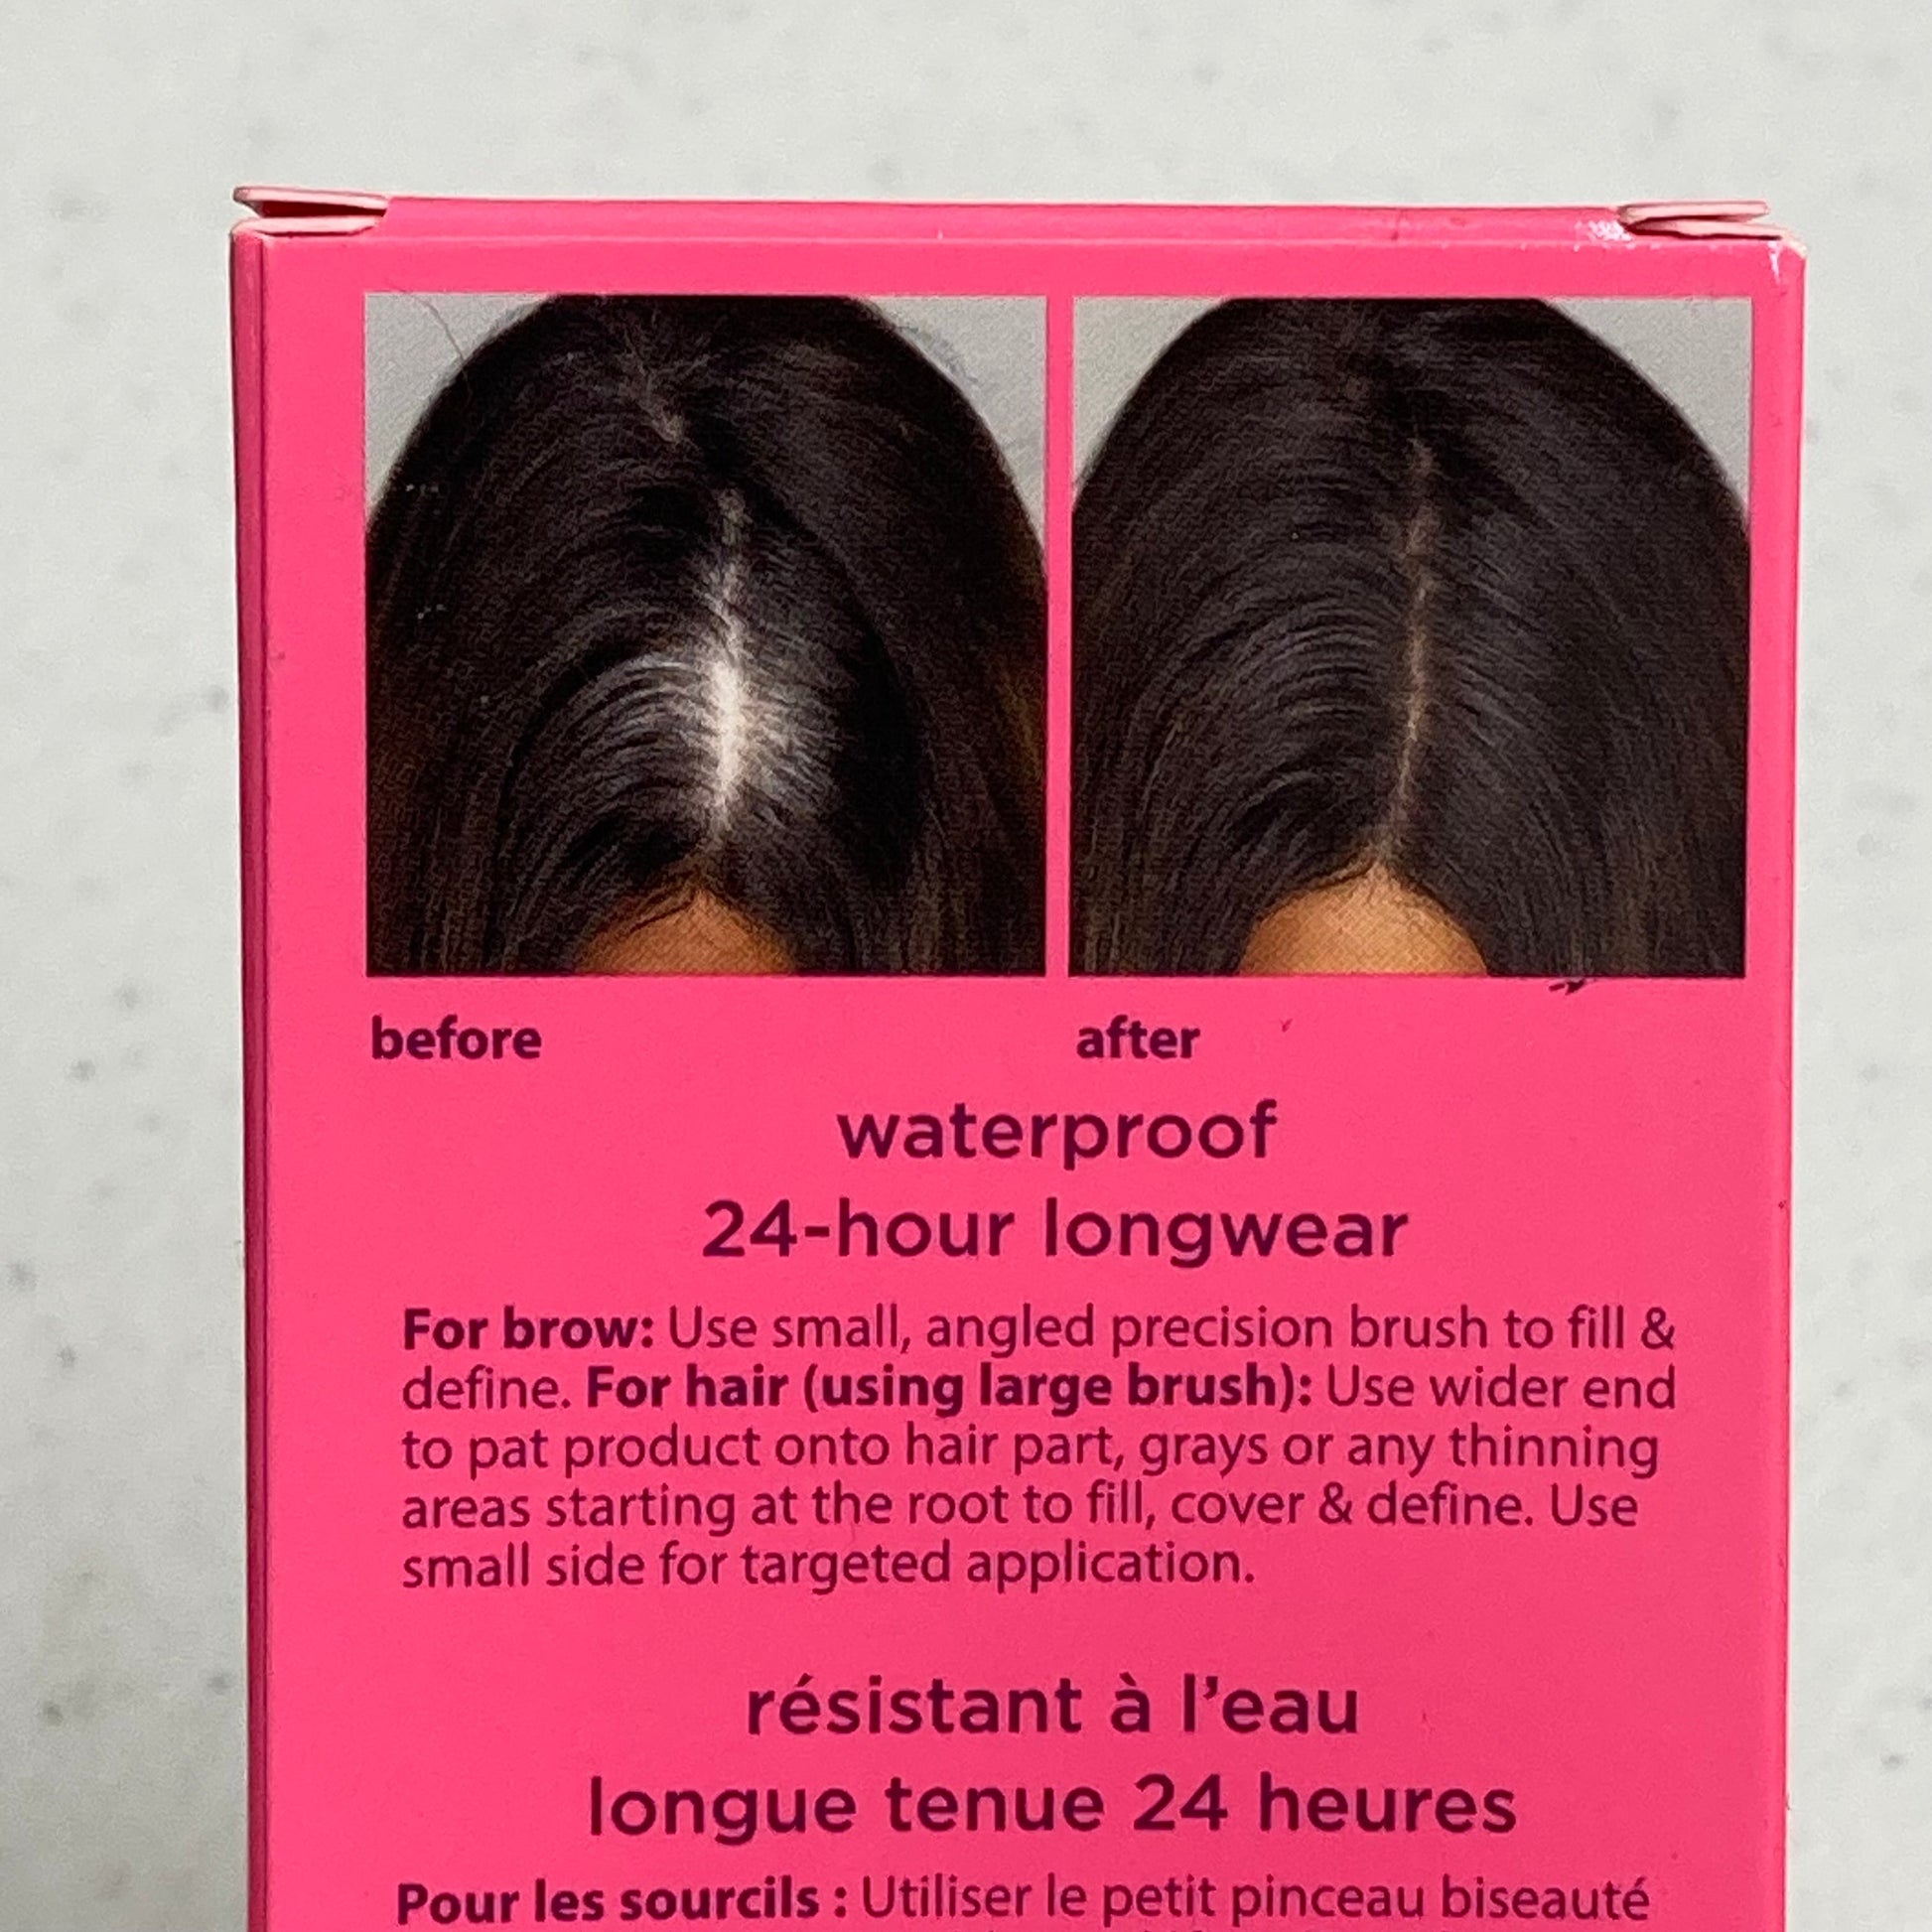 before
after
waterproof
24-hour longwear
For brow: Use small, angled precision brush to fill &
define. For hair (using large brush): Use wider end
to pat product onto hair part, grays or any thinning
areas starting at the root to fill, cover & define. Use
small side for targeted application.
résistant à l'eau
longue tenue 24 heures
Pour les sourcils : Utiliser le petit pinceau biseauté